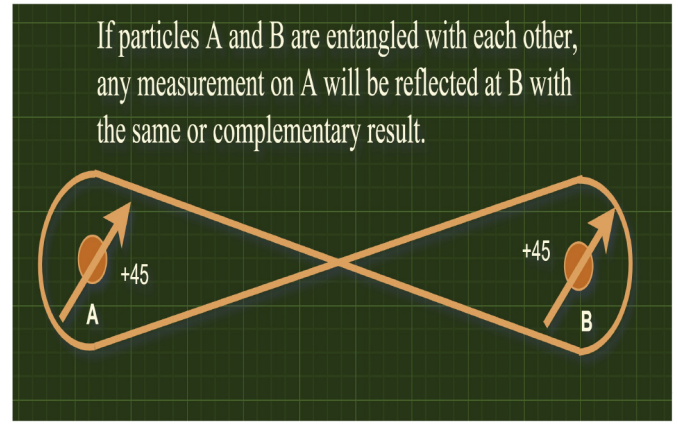 If particles A and B are entangled with each other,
any measurement on A will be reflected at B with
the same or complementary result.
+45
+45
A
B